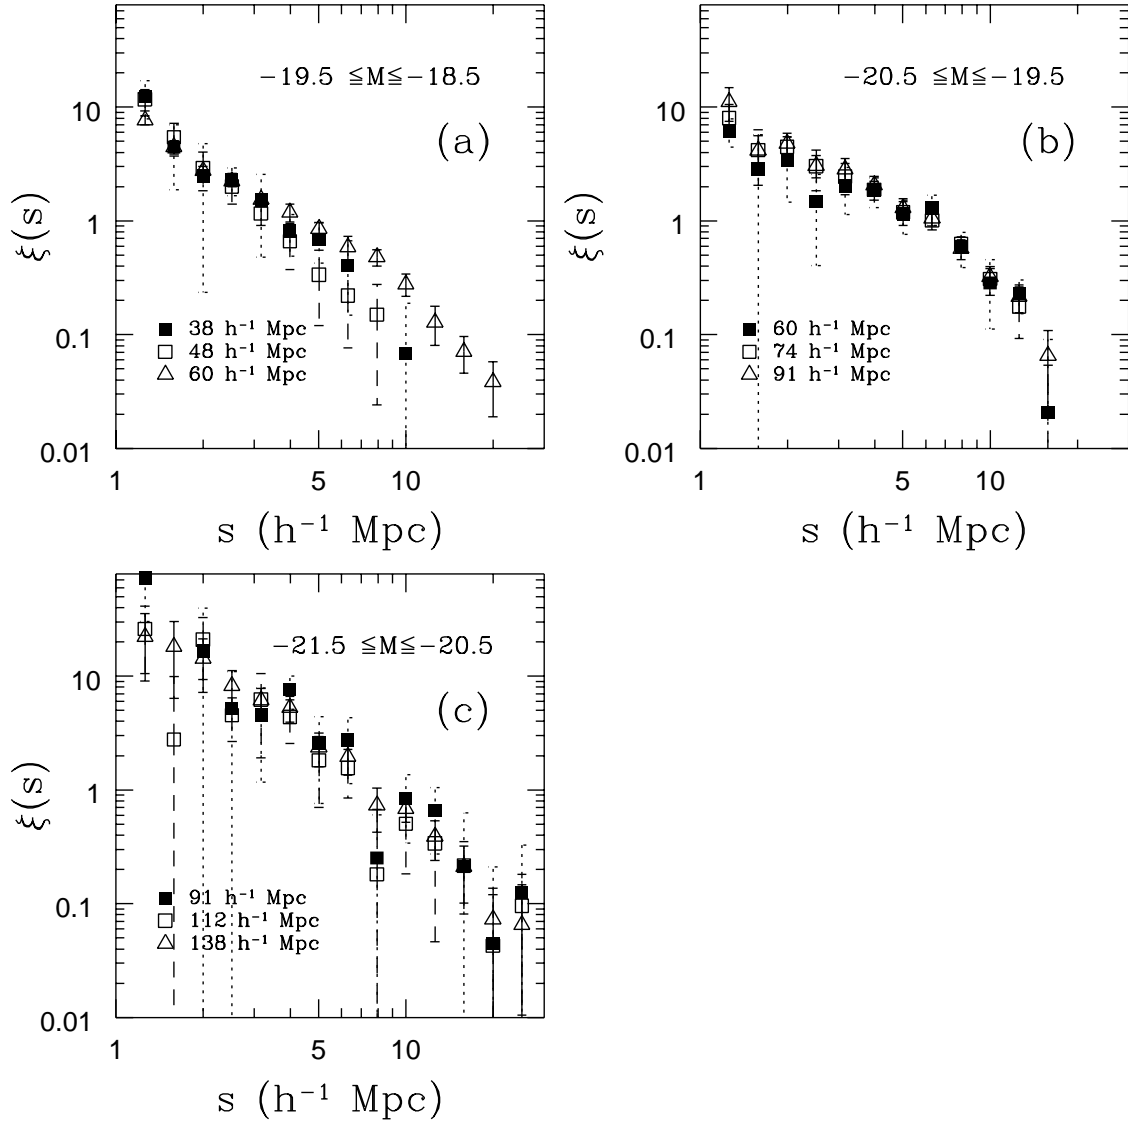 −19.5 ≦M≦−18.5
(a)
10
1
0.1
0.01
ξ(s)
38 h⁻¹ Mpc
48 h⁻¹ Mpc
60 h⁻¹ Mpc
1 5 10
s (h⁻¹ Mpc)
−20.5 ≦M≦−19.5
(b)
10
1
0.1
0.01
ξ(s)
60 h⁻¹ Mpc
74 h⁻¹ Mpc
91 h⁻¹ Mpc
1 5 10
s (h⁻¹ Mpc)
−21.5 ≦M≦−20.5
(c)
10
1
0.1
0.01
ξ(s)
91 h⁻¹ Mpc
112 h⁻¹ Mpc
138 h⁻¹ Mpc
1 5 10
s (h⁻¹ Mpc)